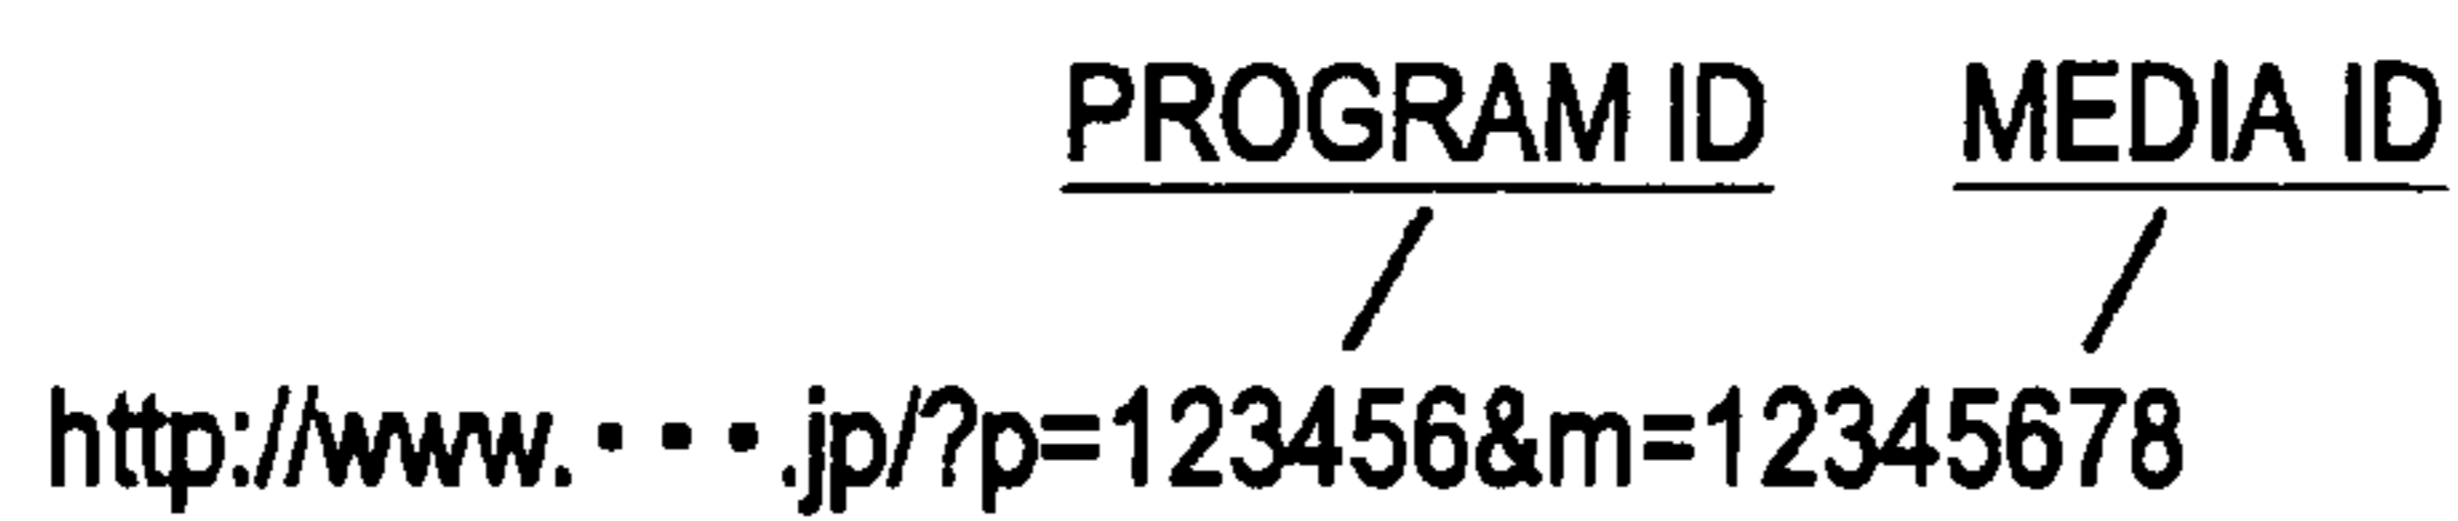 PROGRAM ID MEDIA ID
http://www.・・・.jp/?p=123456&m=12345678